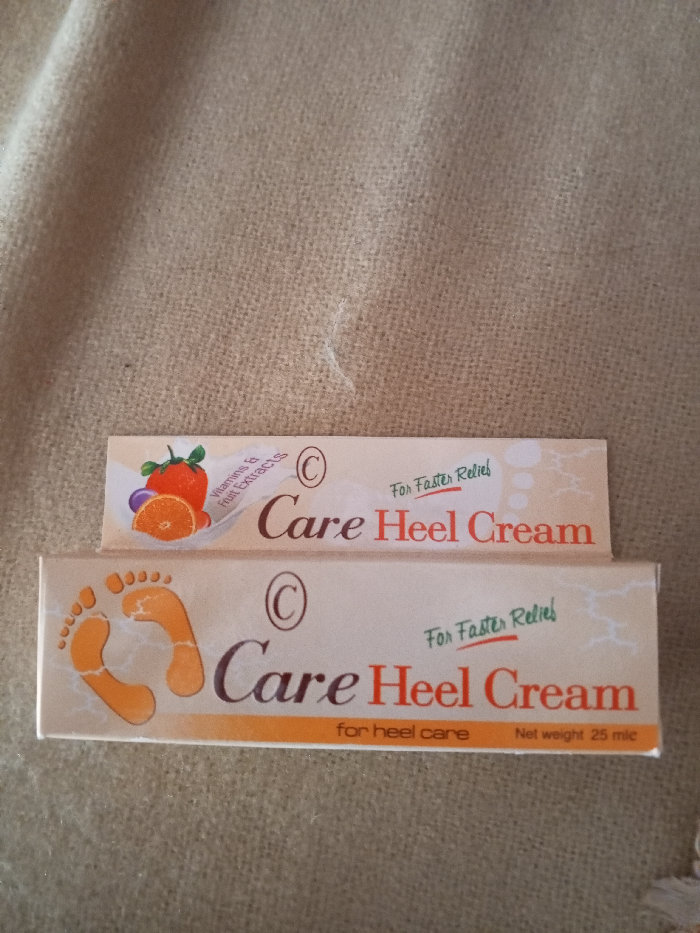 Vitamins &
Fruit Extracts
©
For Faster Relief
Care Heel Cream
©
For Faster Relief
Care Heel Cream
for heel care
Net weight 25 mlc